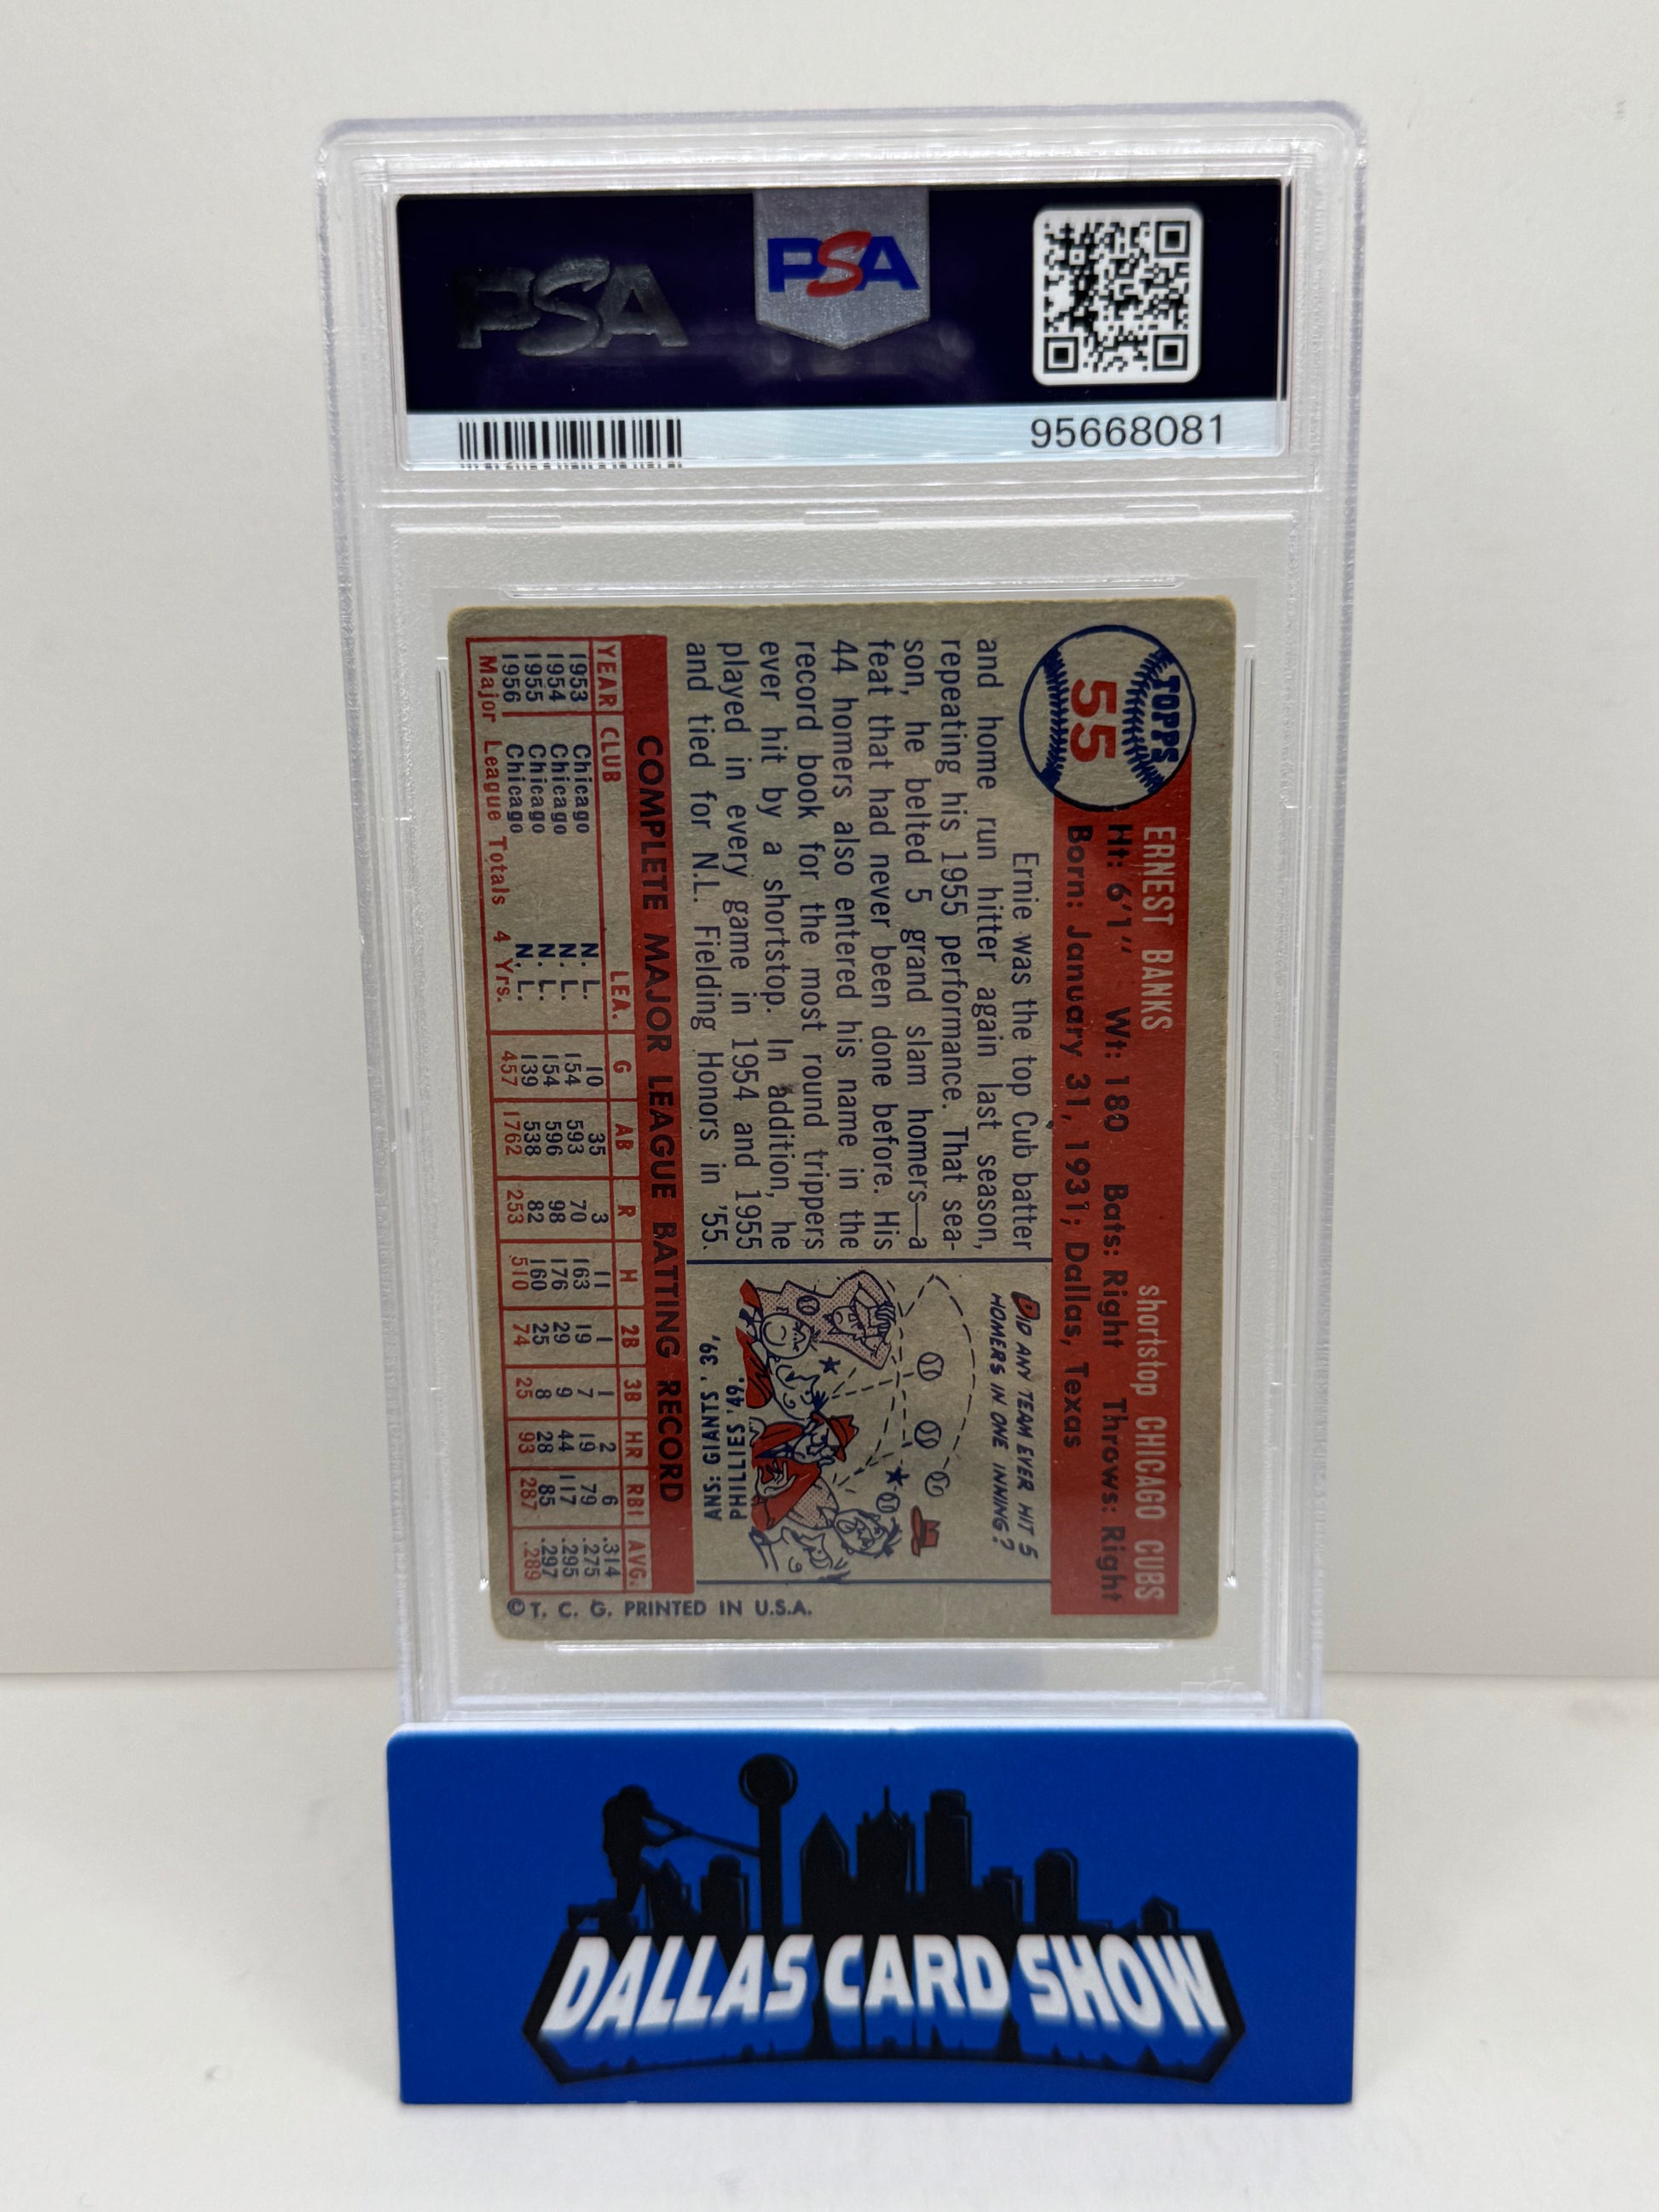 PSA
PSA
95668081
TOPPS
55
ERNEST BANKS
shortstop CHICAGO CUBS
Ht: 6'1" Wt: 180 Bats: Right Throws: Right
Born: January 31, 1931; Dallas, Texas
Ernie was the top Cub batter
and home run hitter again last season,
repeating his 1955 performance. That sea-
son, he belted 5 grand slam homers—a
feat that had never been done before. His
44 homers also entered his name in the
record book for the most round trippers
ever hit by a shortstop. In addition, he
played in every game in 1954 and 1955
and tied for N.L. Fielding Honors in '55.
DID ANY TEAM EVER HIT 5
HOMERS IN ONE INNING?
ANS: GIANTS '39,
PHILLIES '49.
COMPLETE MAJOR LEAGUE BATTING RECORD
YEAR CLUB LEA. G AB R H 2B 3B HR RBI AVG.
1953 Chicago N. L. 10 35 3 11 1 1 2 6 .314
1954 Chicago N. L. 154 593 70 163 19 7 19 79 .275
1955 Chicago N. L. 154 596 98 176 29 9 44 117 .295
1956 Chicago N. L. 139 538 82 160 25 8 28 85 .297
Major League Totals 4 Yrs. 457 1762 253 510 74 25 93 287 .289
© T. C. G. PRINTED IN U.S.A.
PSA
DALLAS CARD SHOW